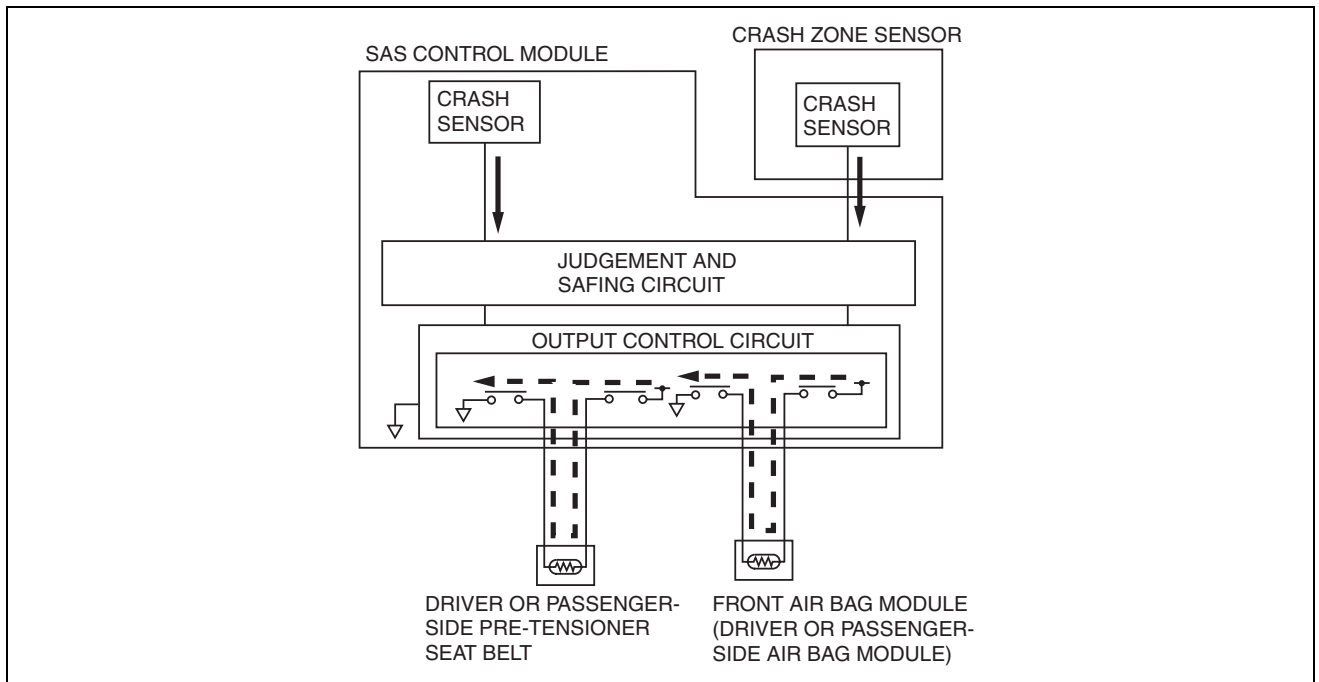 CRASH ZONE SENSOR
SAS CONTROL MODULE
CRASH
SENSOR
CRASH
SENSOR
JUDGEMENT AND
SAFING CIRCUIT
OUTPUT CONTROL CIRCUIT
DRIVER OR PASSENGER-
SIDE PRE-TENSIONER
SEAT BELT
FRONT AIR BAG MODULE
(DRIVER OR PASSENGER-
SIDE AIR BAG MODULE)